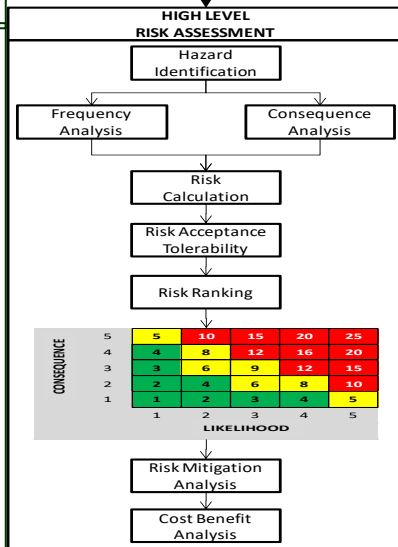 HIGH LEVEL
RISK ASSESSMENT
Hazard
Identification
Frequency
Analysis
Consequence
Analysis
Risk
Calculation
Risk Acceptance
Tolerability
Risk Ranking
CONSEQUENCE
5 5 10 15 20 25
4 4 8 12 16 20
3 3 6 9 12 15
2 2 4 6 8 10
1 1 2 3 4 5
1 2 3 4 5
LIKELIHOOD
Risk Mitigation
Analysis
Cost Benefit
Analysis